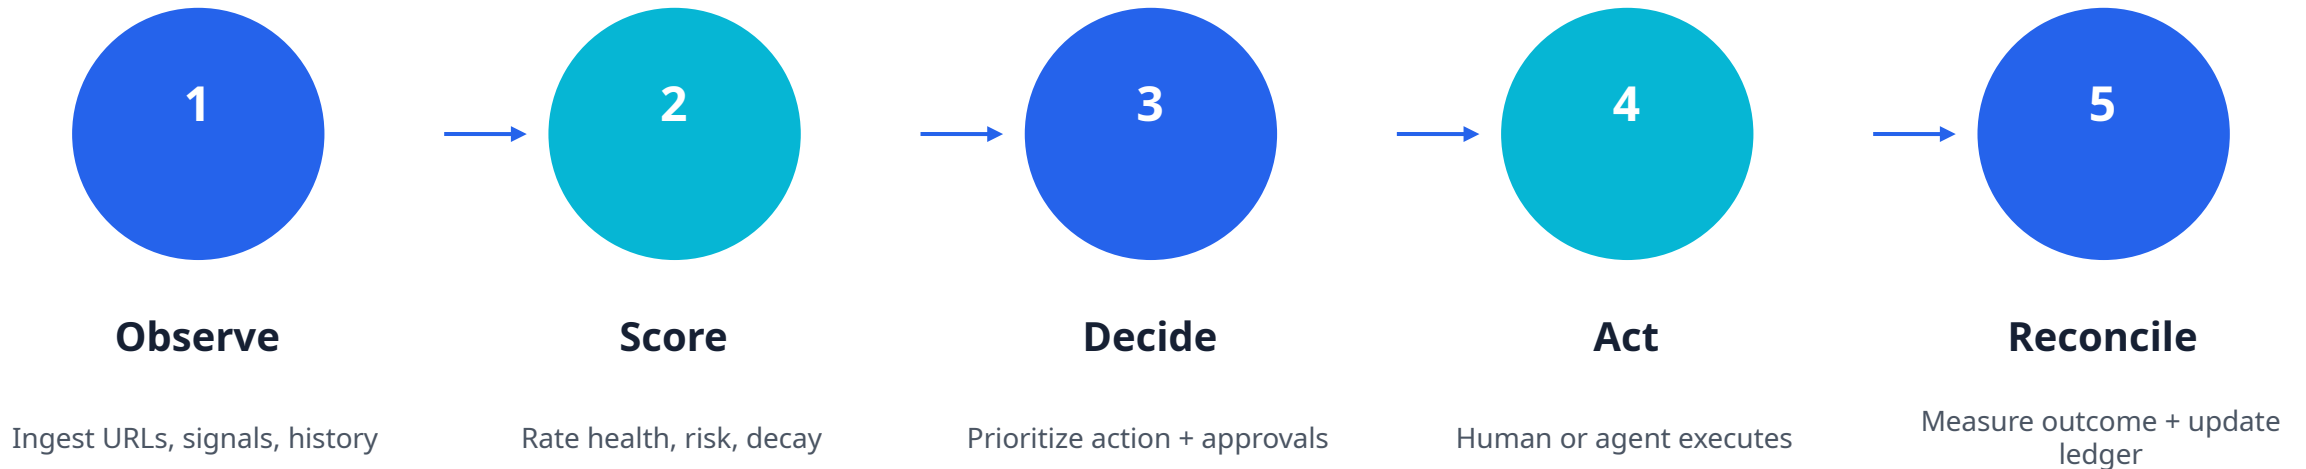 1
2
3
4
5
Observe
Score
Decide
Act
Reconcile
Ingest URLs, signals, history
Rate health, risk, decay
Prioritize action + approvals
Human or agent executes
Measure outcome + update
ledger